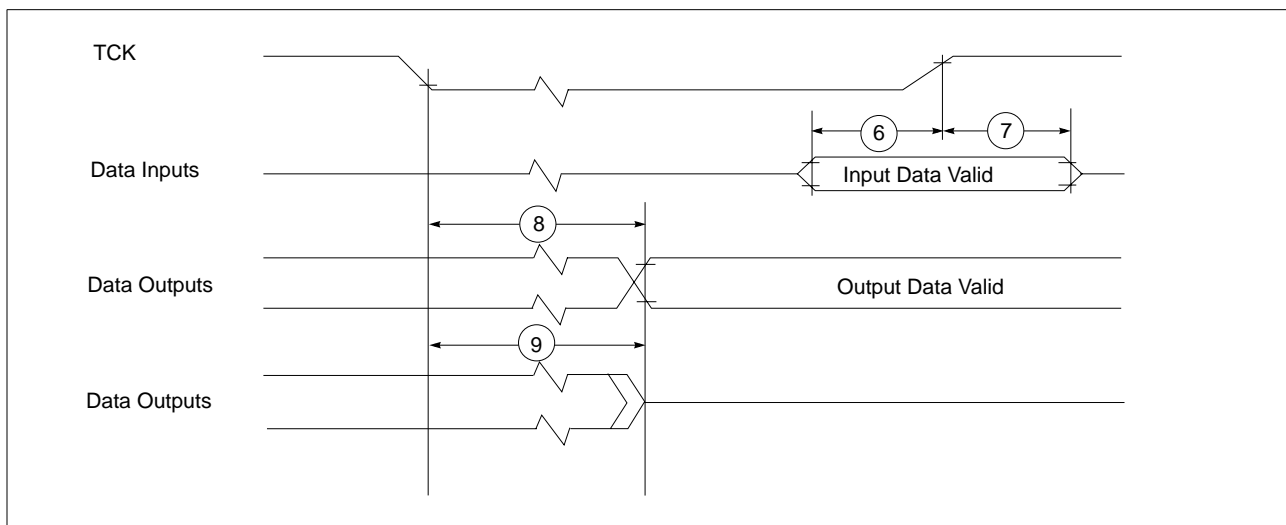 TCK
6
7
Data Inputs
Input Data Valid
8
Data Outputs
Output Data Valid
9
Data Outputs